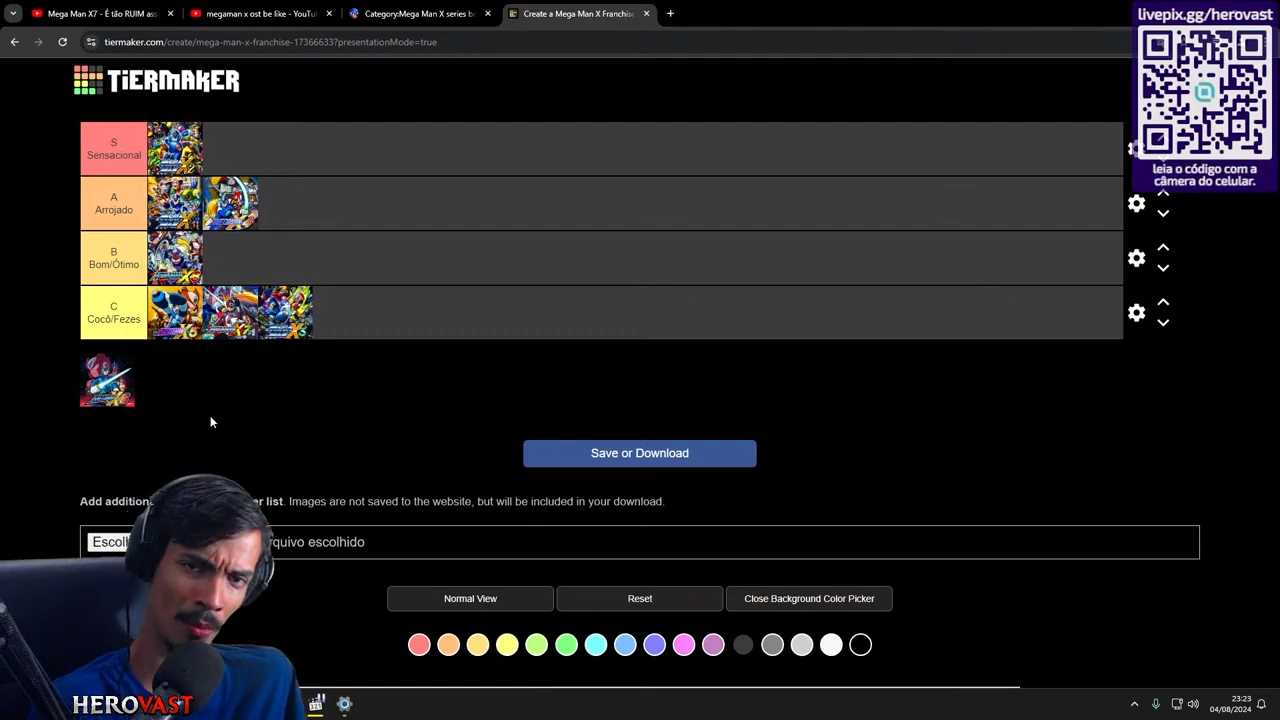 Mega Man X7 - É tão RUIM ass
megaman x ost be like - YouTu
Category:Mega Man X series bo
Create a Mega Man X Franchise
tiermaker.com/create/mega-man-x-franchise-17366633?presentationMode=true
livepix.gg/herovast
leia o código com a
câmera do celular.
TiERMAKER
S
Sensacional
A
Arrojado
B
Bom/Ótimo
C
Cocô/Fezes
Save or Download
Add addition er list. Images are not saved to the website, but will be included in your download.
Escol quivo escolhido
Normal View
Reset
Close Background Color Picker
HEROVAST
23:23
04/08/2024